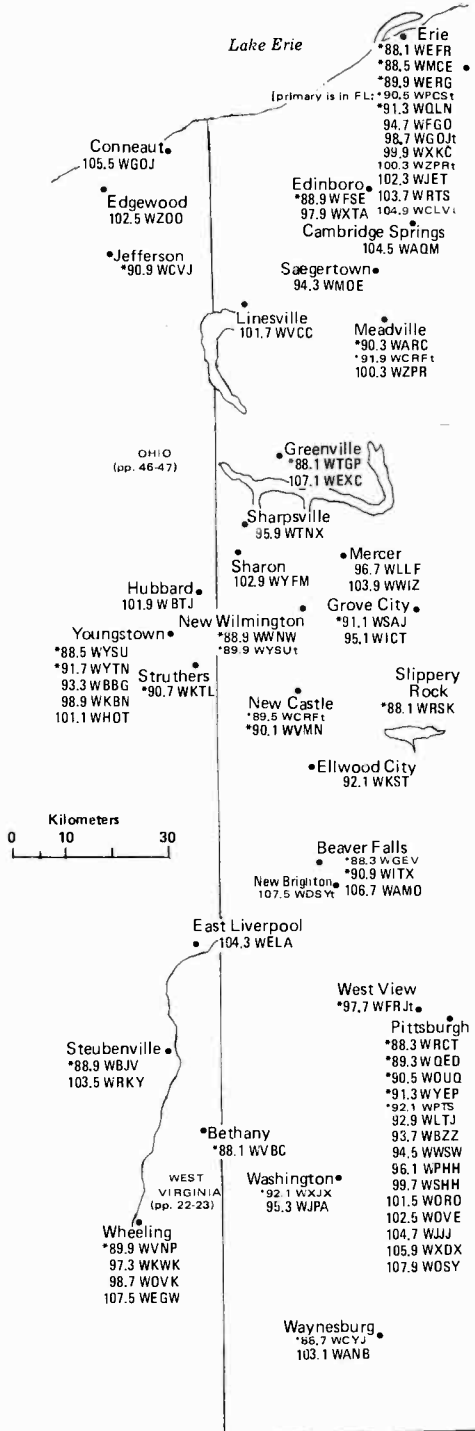 Lake Erie
Erie
*88.1 WEFR
*88.5 WMCE
*89.9 WERG
(primary is in FL: *90.5 WPCSt
*91.3 WQLN
94.7 WFGO
98.7 WGOJt
99.9 WXKC
100.3 WZPRt
102.3 WJET
103.7 WRTS
104.9 WCLVt
Conneaut
105.5 WGOJ
Edgewood
102.5 WZOO
Jefferson
*90.9 WCVJ
Edinboro
*88.9 WFSE
97.9 WXTA
Cambridge Springs
104.5 WAQM
Saegertown
94.3 WMDE
Linesville
101.7 WVCC
Meadville
*90.3 WARC
*91.9 WCRFt
100.3 WZPR
OHIO
(pp. 46-47)
Greenville
*88.1 WTGP
107.1 WEXC
Sharpsville
95.9 WTNX
Sharon
102.9 WYFM
Mercer
96.7 WLLF
103.9 WWIZ
Hubbard
101.9 WBTJ
New Wilmington
*88.9 WWNW
*89.9 WYSUt
Grove City
*91.1 WSAJ
95.1 WICT
Youngstown
*88.5 WYSU
*91.7 WYTN
93.3 WBBG
98.9 WKBN
101.1 WHOT
Struthers
*90.7 WKTL
New Castle
*89.5 WCRFt
*90.1 WVMN
Slippery
Rock
*88.1 WRSK
Ellwood City
92.1 WKST
Kilometers
0 10 30
Beaver Falls
*88.3 WGEV
*90.9 WITX
106.7 WAMO
New Brighton
107.5 WDSYt
East Liverpool
104.3 WELA
West View
*97.7 WFRJt
Pittsburgh
*88.3 WRCT
*89.3 WQED
*90.5 WDUQ
*91.3 WYEP
*92.1 WPTS
92.9 WLTJ
93.7 WBZZ
94.5 WWSW
96.1 WPHH
99.7 WSHH
101.5 WORD
102.5 WDVE
104.7 WJJJ
105.9 WXDX
107.9 WDSY
Steubenville
*88.9 WBJV
103.5 WRKY
Bethany
*88.1 WVBC
WEST
VIRGINIA
(pp. 22-23)
Washington
*92.1 WXJX
95.3 WJPA
Wheeling
*89.9 WVNP
97.3 WKWK
98.7 WOVK
107.5 WEGW
Waynesburg
*88.7 WCYJ
103.1 WANB